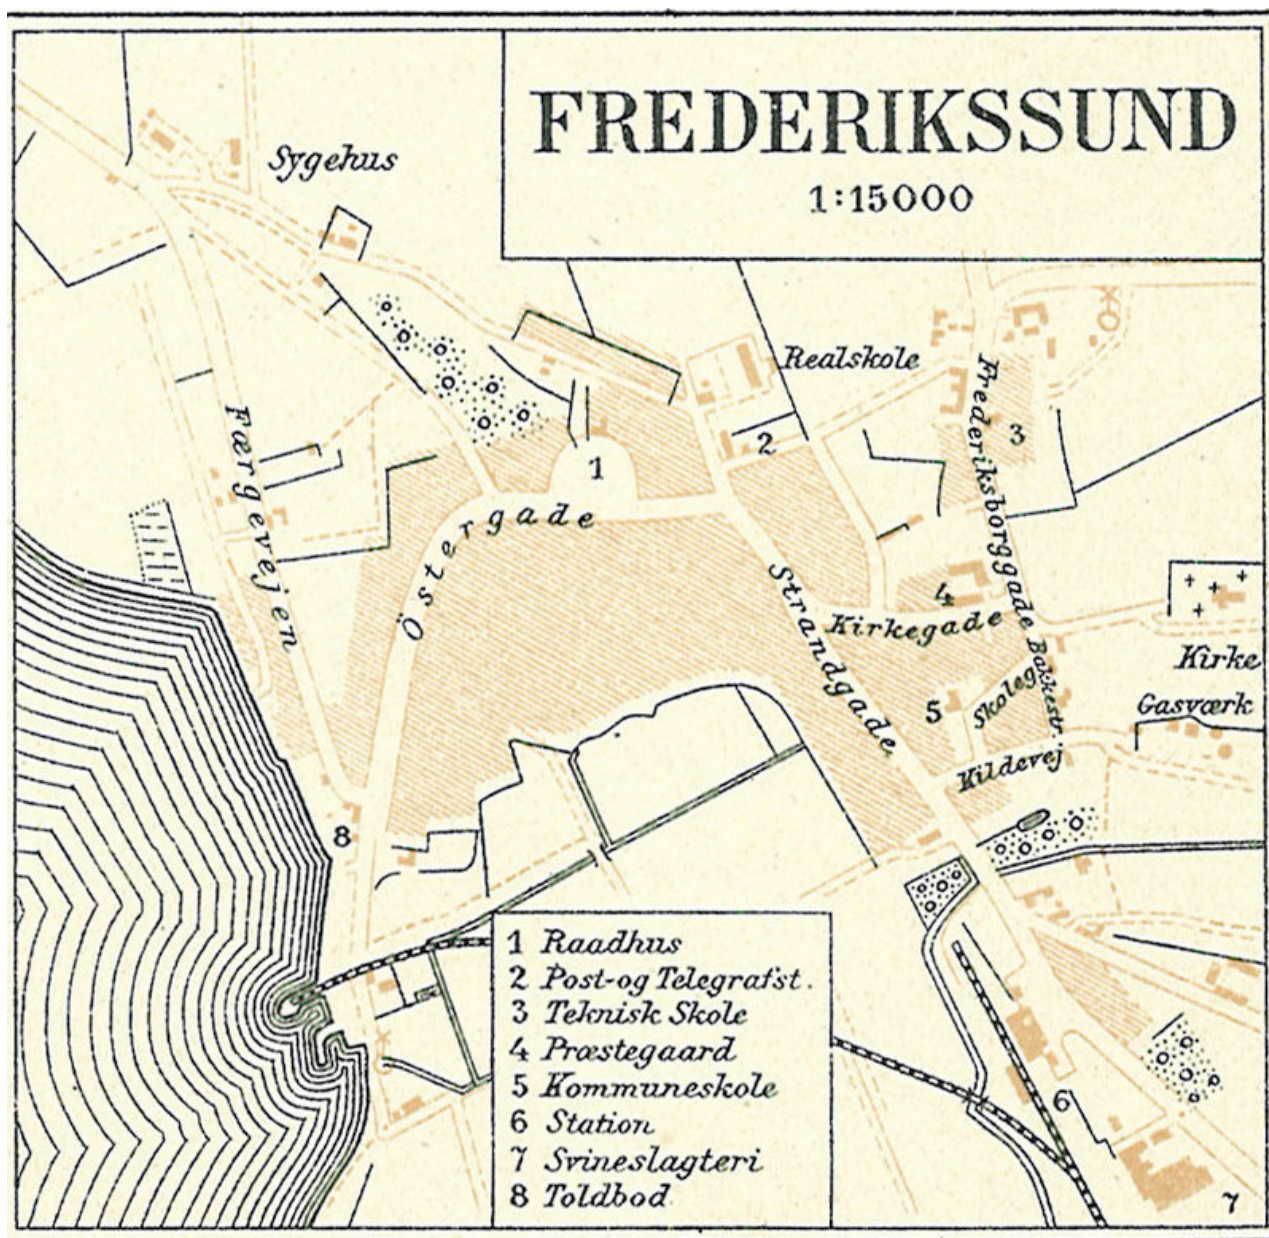 FREDERIKSSUND
1:15000
Sygehus
Realskole
2
3
Færgevejen
1
Östergade
Frederiksborggade
Strandgade
4
Kirkegade
Kirke
Bakkestr.
Skoleg.
5
Gasværk
Kildevej
8
6
7
1 Raadhus
2 Post-og Telegrafst.
3 Teknisk Skole
4 Præstegaard
5 Kommuneskole
6 Station
7 Svineslagteri
8 Toldbod